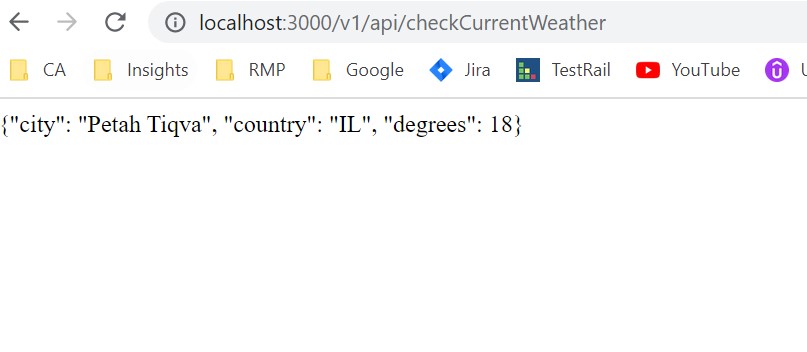 localhost:3000/v1/api/checkCurrentWeather
CA Insights RMP Google Jira TestRail YouTube
{"city": "Petah Tiqva", "country": "IL", "degrees": 18}